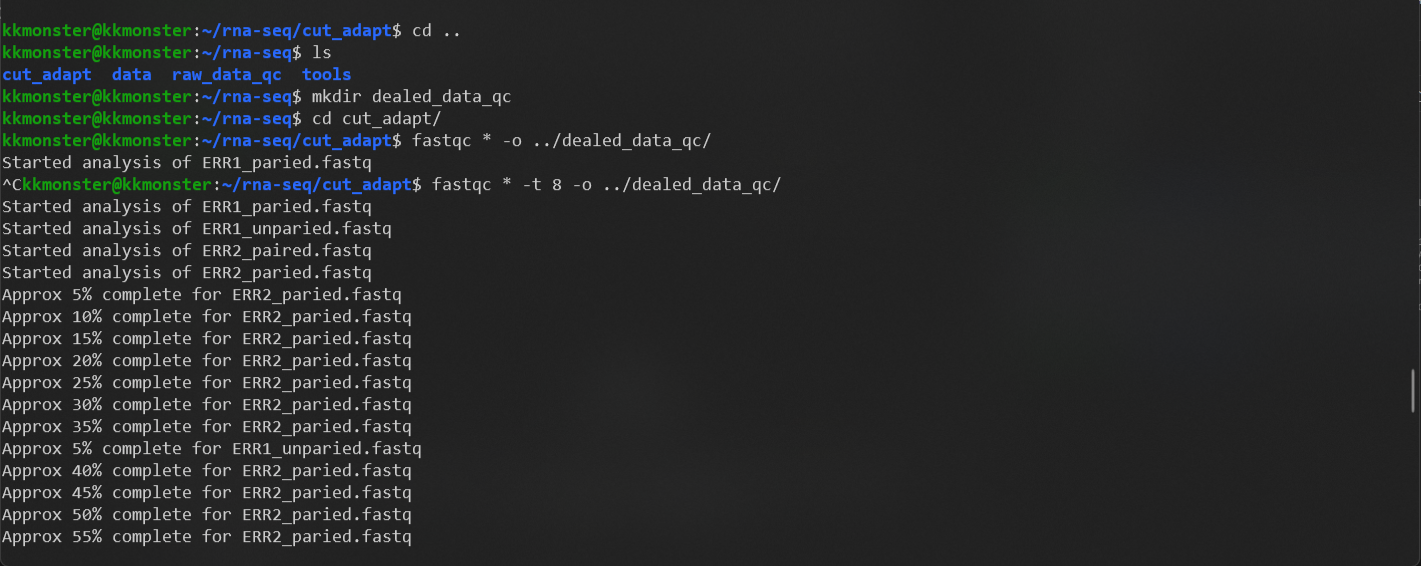 kkmonster@kkmonster:~/rna-seq/cut_adapt$ cd ..
kkmonster@kkmonster:~/rna-seq$ ls
cut_adapt  data  raw_data_qc  tools
kkmonster@kkmonster:~/rna-seq$ mkdir dealed_data_qc
kkmonster@kkmonster:~/rna-seq$ cd cut_adapt/
kkmonster@kkmonster:~/rna-seq/cut_adapt$ fastqc * -o ../dealed_data_qc/
Started analysis of ERR1_paried.fastq
^Ckkmonster@kkmonster:~/rna-seq/cut_adapt$ fastqc * -t 8 -o ../dealed_data_qc/
Started analysis of ERR1_paried.fastq
Started analysis of ERR1_unparied.fastq
Started analysis of ERR2_paired.fastq
Started analysis of ERR2_paried.fastq
Approx 5% complete for ERR2_paried.fastq
Approx 10% complete for ERR2_paried.fastq
Approx 15% complete for ERR2_paried.fastq
Approx 20% complete for ERR2_paried.fastq
Approx 25% complete for ERR2_paried.fastq
Approx 30% complete for ERR2_paried.fastq
Approx 35% complete for ERR2_paried.fastq
Approx 5% complete for ERR1_unparied.fastq
Approx 40% complete for ERR2_paried.fastq
Approx 45% complete for ERR2_paried.fastq
Approx 50% complete for ERR2_paried.fastq
Approx 55% complete for ERR2_paried.fastq